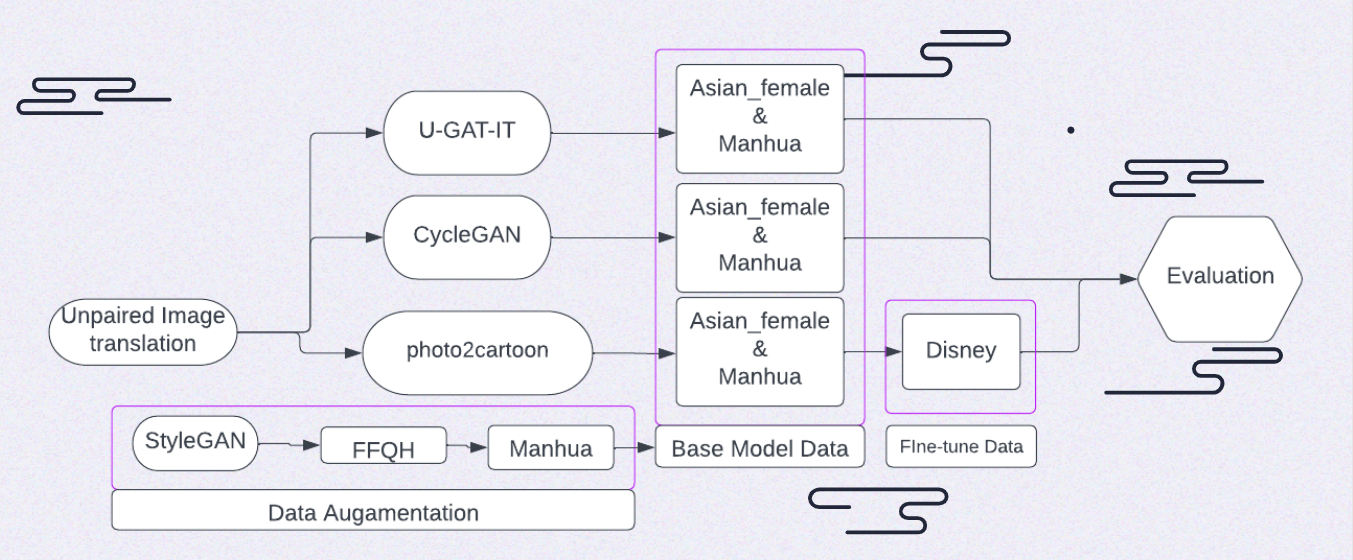 U-GAT-IT
Asian_female
&
Manhua
CycleGAN
Asian_female
&
Manhua
Evaluation
Unpaired Image
translation
photo2cartoon
Asian_female
&
Manhua
Disney
StyleGAN
FFQH
Manhua
Base Model Data
FIne-tune Data
Data Augamentation